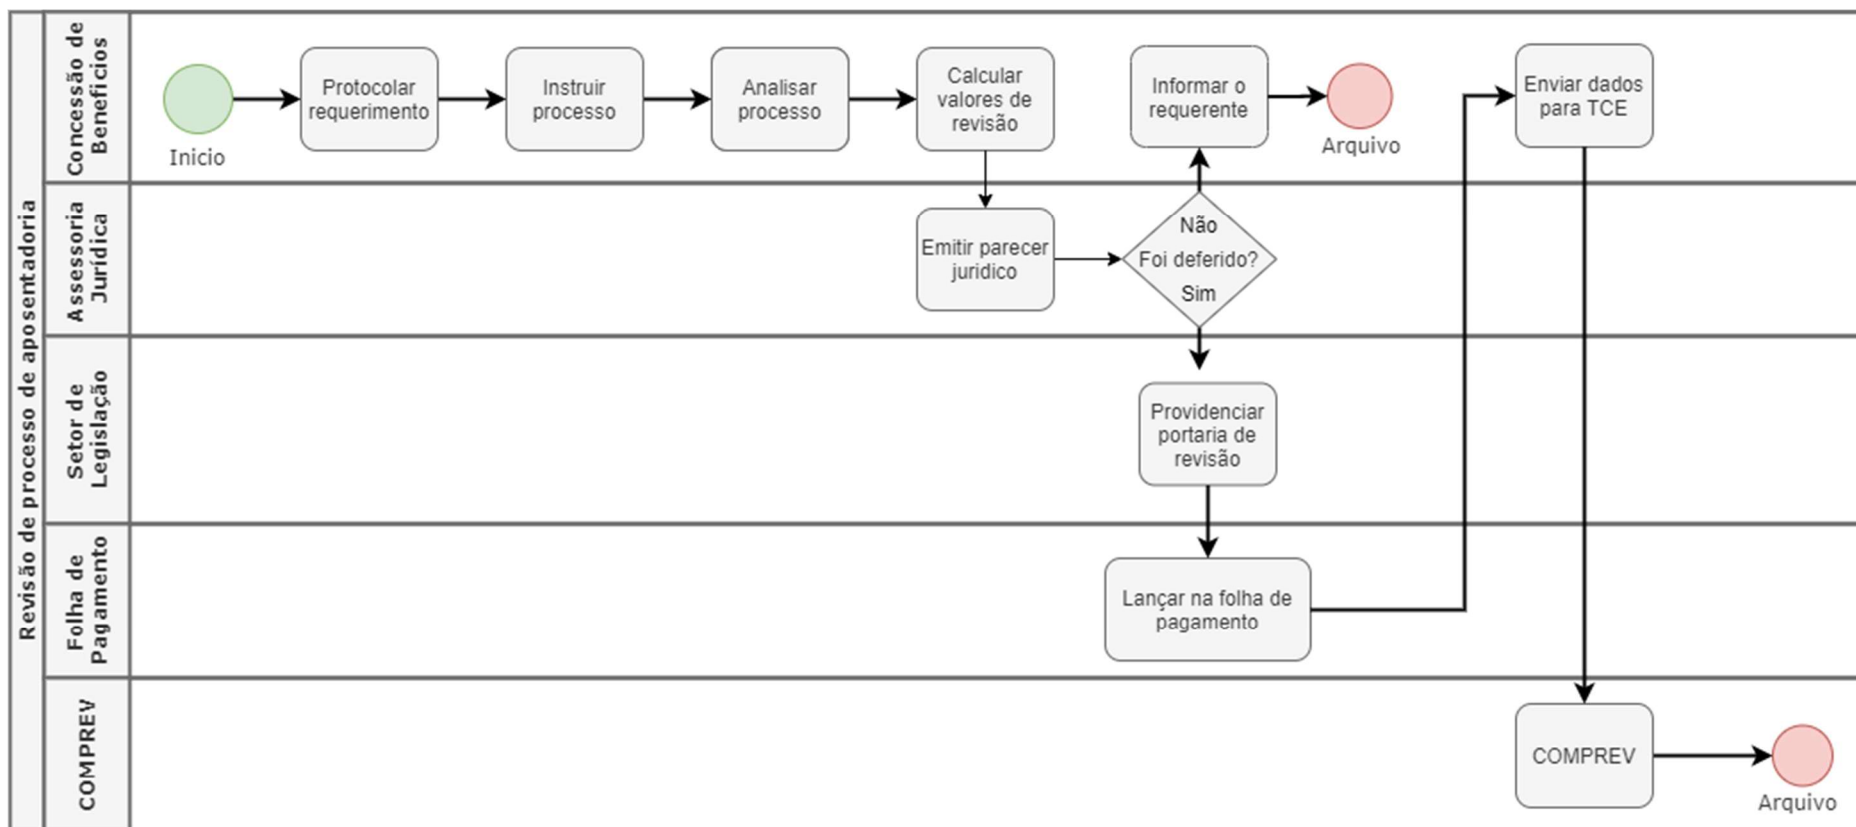 Revisão de processo de aposentadoria
Concessão de
Benefícios
Inicio
Protocolar
requerimento
Instruir
processo
Analisar
processo
Calcular
valores de
revisão
Informar o
requerente
Arquivo
Enviar dados
para TCE
Assessoria
Jurídica
Emitir parecer
juridico
Não
Foi deferido?
Sim
Setor de
Legislação
Providenciar
portaria de
revisão
Folha de
Pagamento
Lançar na folha de
pagamento
COMPREV
COMPREV
Arquivo